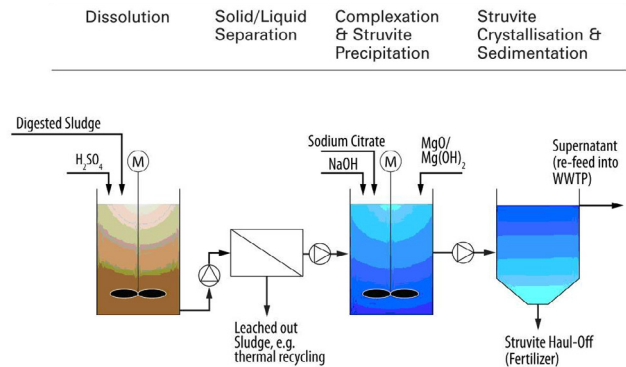 Dissolution
Solid/Liquid
Separation
Complexation
& Struvite
Precipitation
Struvite
Crystallisation &
Sedimentation
Digested Sludge
H₂SO₄
M
Sodium Citrate
NaOH
M
MgO/
Mg(OH)₂
Supernatant
(re-feed into
WWTP)
Leached out
Sludge, e.g.
thermal recycling
Struvite Haul-Off
(Fertilizer)